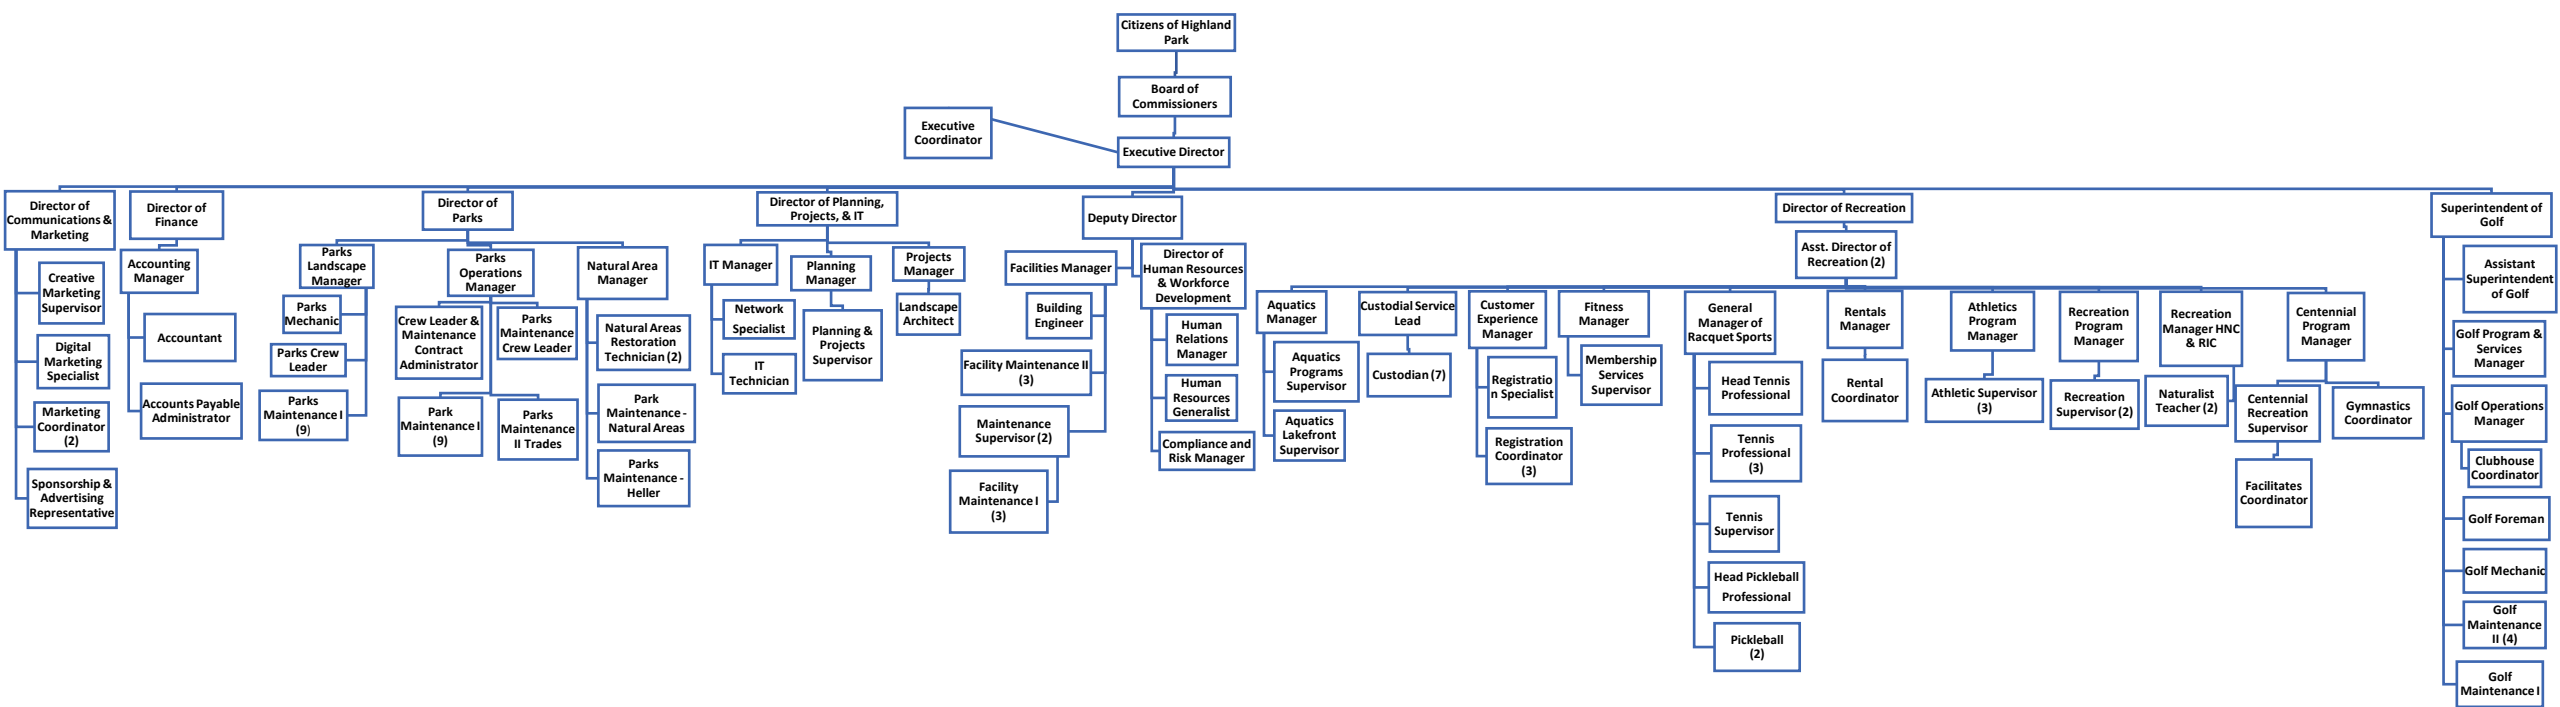 Citizens of Highland
Park
Board of
Commissioners
Executive
Coordinator
Executive Director
Director of
Communications &
Marketing
Creative
Marketing
Supervisor
Digital
Marketing
Specialist
Marketing
Coordinator
(2)
Sponsorship &
Advertising
Representative
Director of
Finance
Accounting
Manager
Accountant
Accounts Payable
Administrator
Director of
Parks
Parks
Landscape
Manager
Parks
Mechanic
Parks Crew
Leader
Parks
Maintenance I
(9)
Parks
Operations
Manager
Crew Leader &
Maintenance
Contract
Administrator
Parks
Maintenance
Crew Leader
Park
Maintenance I
(9)
Parks
Maintenance
II Trades
Natural Area
Manager
Natural Areas
Restoration
Technician (2)
Park
Maintenance -
Natural Areas
Parks
Maintenance -
Heller
Director of Planning,
Projects, & IT
IT Manager
Network
Specialist
IT
Technician
Planning
Manager
Planning &
Projects
Supervisor
Projects
Manager
Landscape
Architect
Deputy Director
Facilities Manager
Building
Engineer
Facility Maintenance II
(3)
Maintenance
Supervisor (2)
Facility
Maintenance I
(3)
Director of
Human Resources
& Workforce
Development
Human
Relations
Manager
Human
Resources
Generalist
Compliance and
Risk Manager
Director of Recreation
Asst. Director of
Recreation (2)
Aquatics
Manager
Aquatics
Programs
Supervisor
Aquatics
Lakefront
Supervisor
Custodial Service
Lead
Custodian (7)
Customer
Experience
Manager
Registratio
n Specialist
Registration
Coordinator
(3)
Fitness
Manager
Membership
Services
Supervisor
General
Manager of
Racquet Sports
Head Tennis
Professional
Tennis
Professional
(3)
Tennis
Supervisor
Head Pickleball
Professional
Pickleball
(2)
Rentals
Manager
Rental
Coordinator
Athletics
Program
Manager
Athletic Supervisor
(3)
Recreation
Program
Manager
Recreation
Supervisor (2)
Recreation
Manager HNC
& RIC
Naturalist
Teacher (2)
Centennial
Program
Manager
Centennial
Recreation
Supervisor
Facilitates
Coordinator
Gymnastics
Coordinator
Superintendent of
Golf
Assistant
Superintendent
of Golf
Golf Program &
Services
Manager
Golf Operations
Manager
Clubhouse
Coordinator
Golf Foreman
Golf Mechanic
Golf
Maintenance
II (4)
Golf
Maintenance I